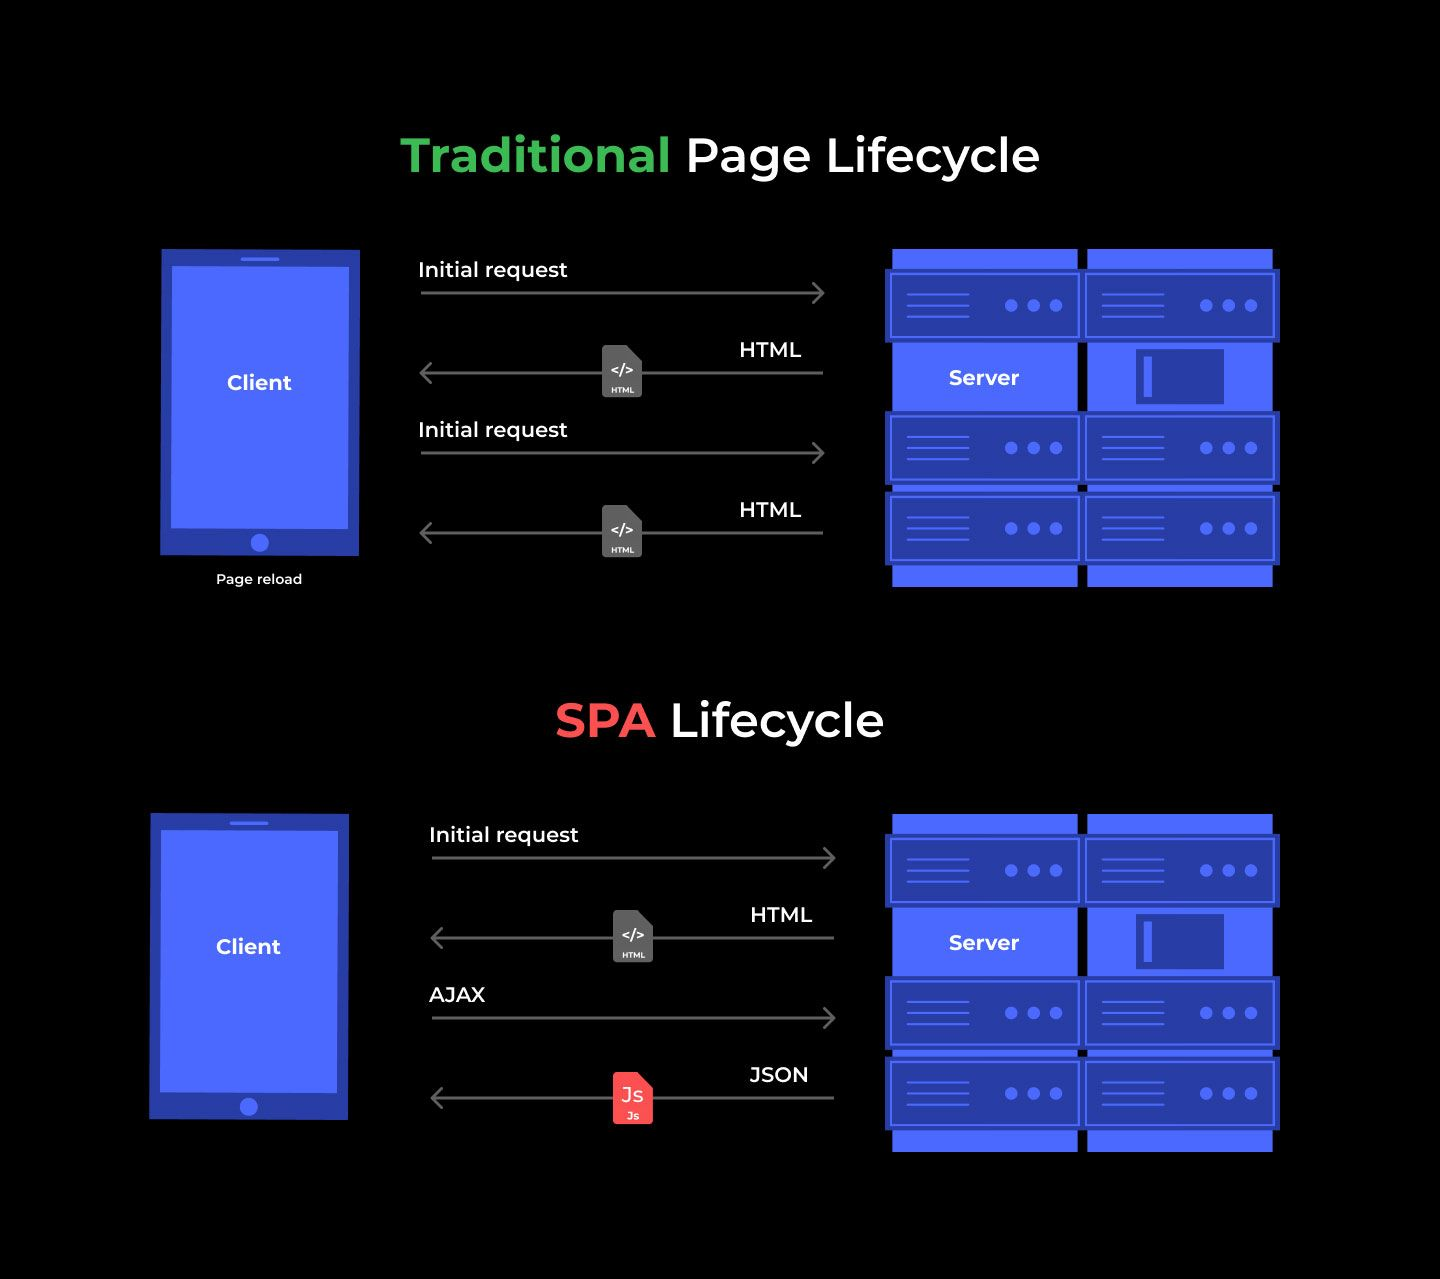 Traditional Page Lifecycle
Initial request
HTML
</>
HTML
Client
Server
Initial request
HTML
</>
HTML
Page reload
SPA Lifecycle
Initial request
HTML
</>
HTML
Client
Server
AJAX
JSON
Js
Js